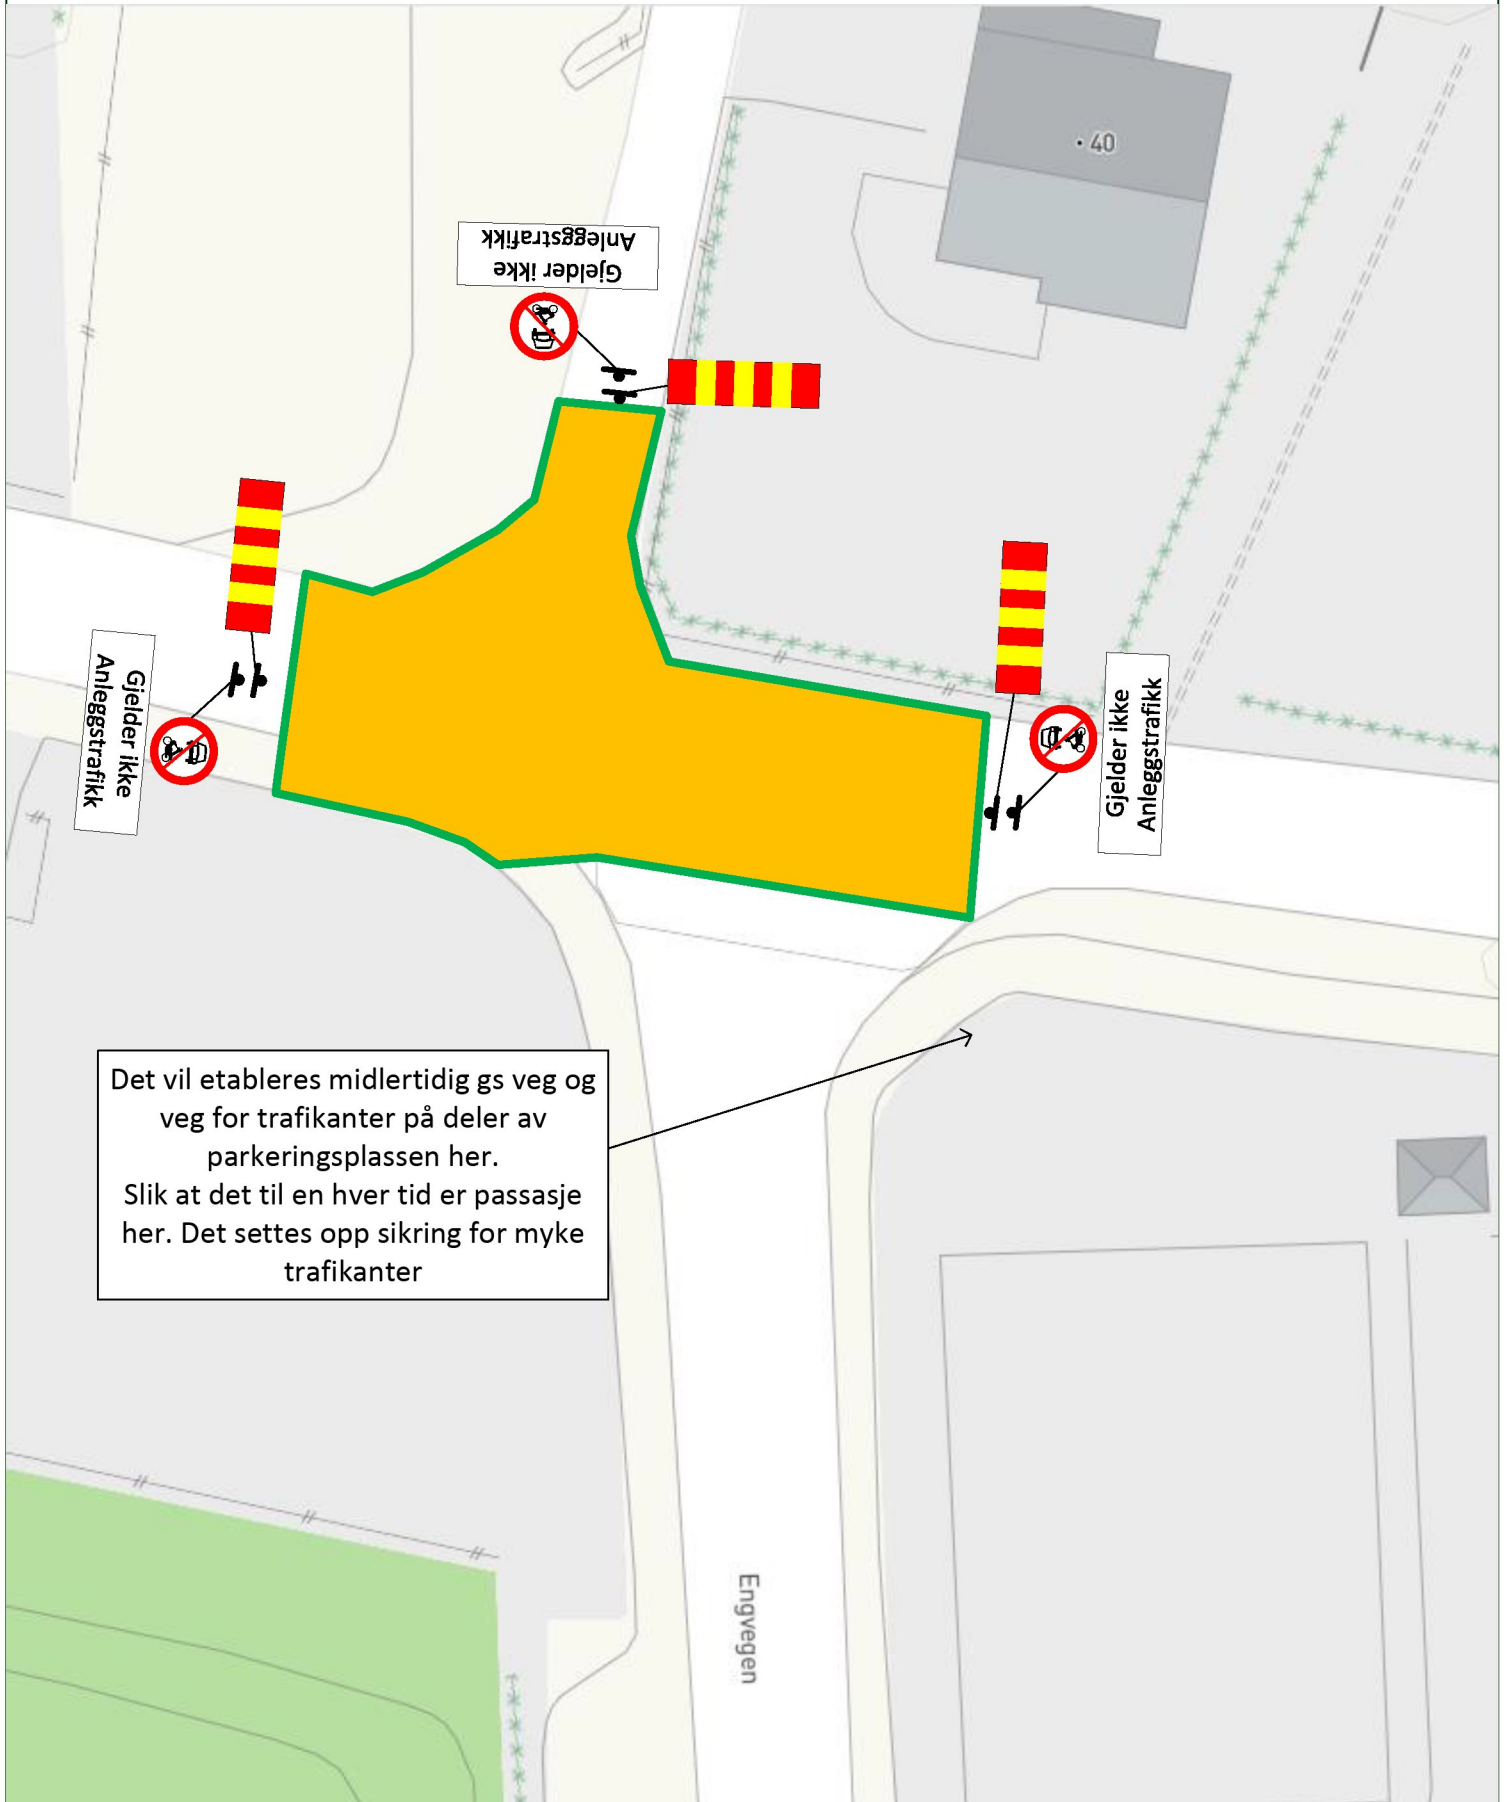 40
Gjelder ikke
Anleggstrafikk
Gjelder ikke
Anleggstrafikk
Gjelder ikke
Anleggstrafikk
Det vil etableres midlertidig gs veg og
veg for trafikanter på deler av
parkeringsplassen her.
Slik at det til en hver tid er passasje
her. Det settes opp sikring for myke
trafikanter
Engvegen